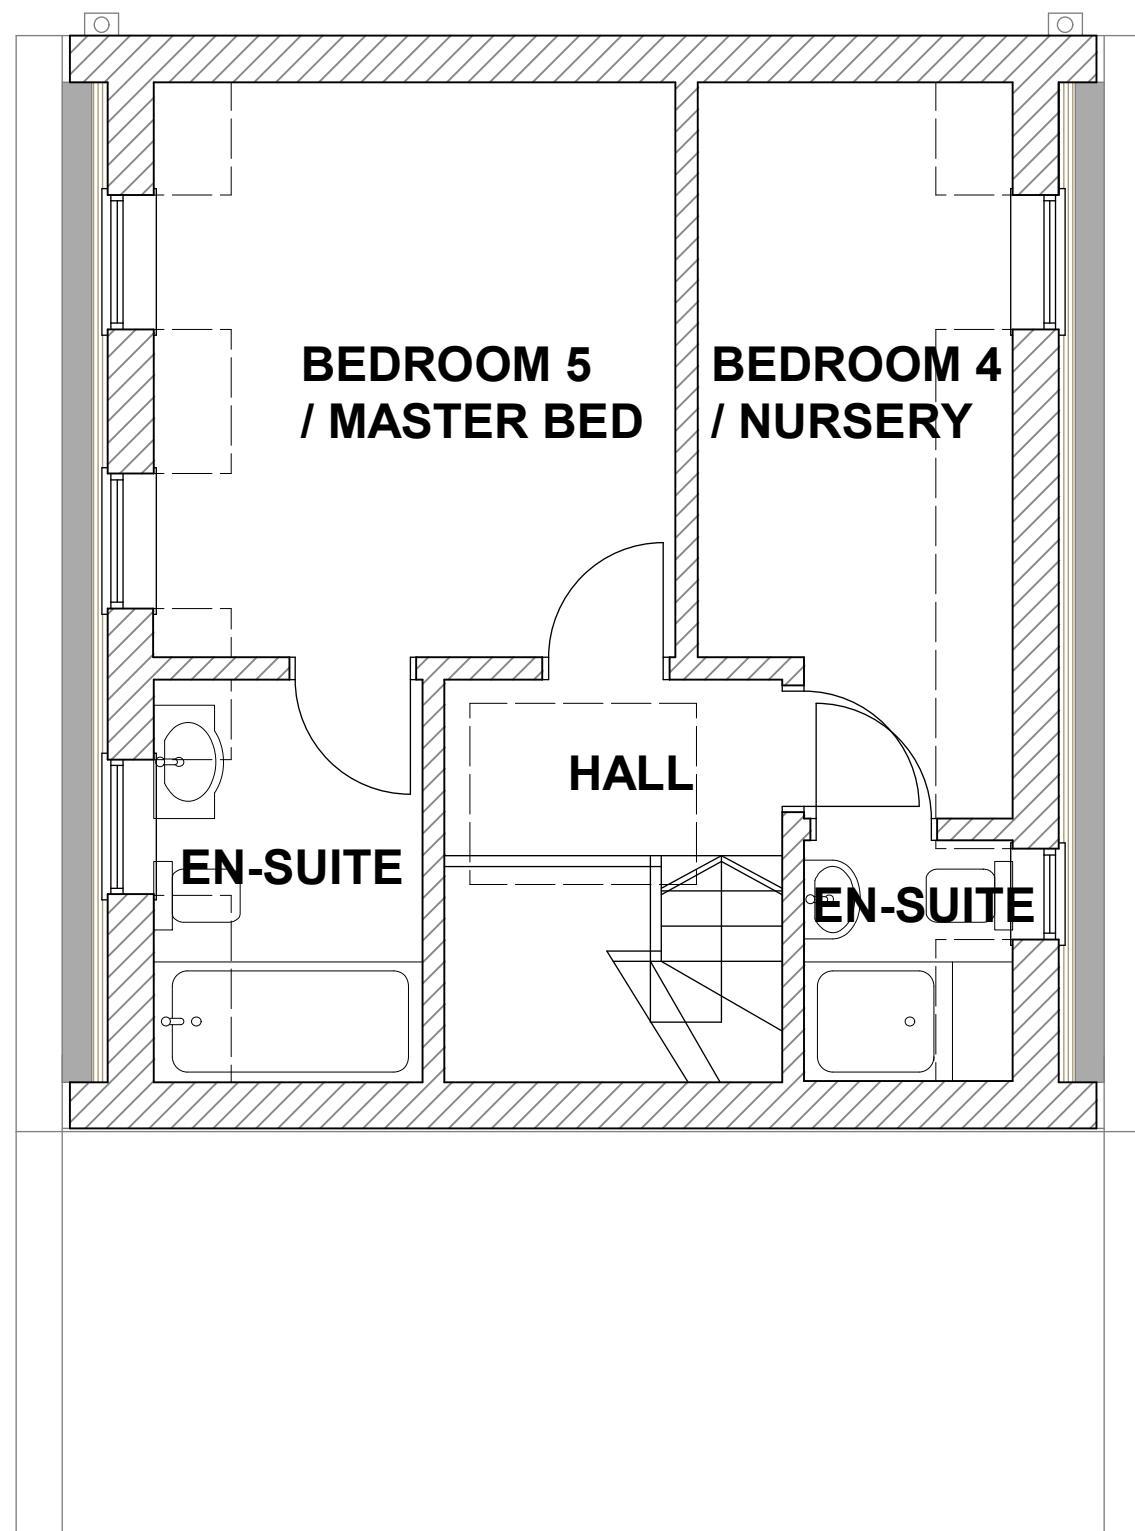 BEDROOM 5
/ MASTER BED
BEDROOM 4
/ NURSERY
HALL
EN-SUITE
EN-SUITE